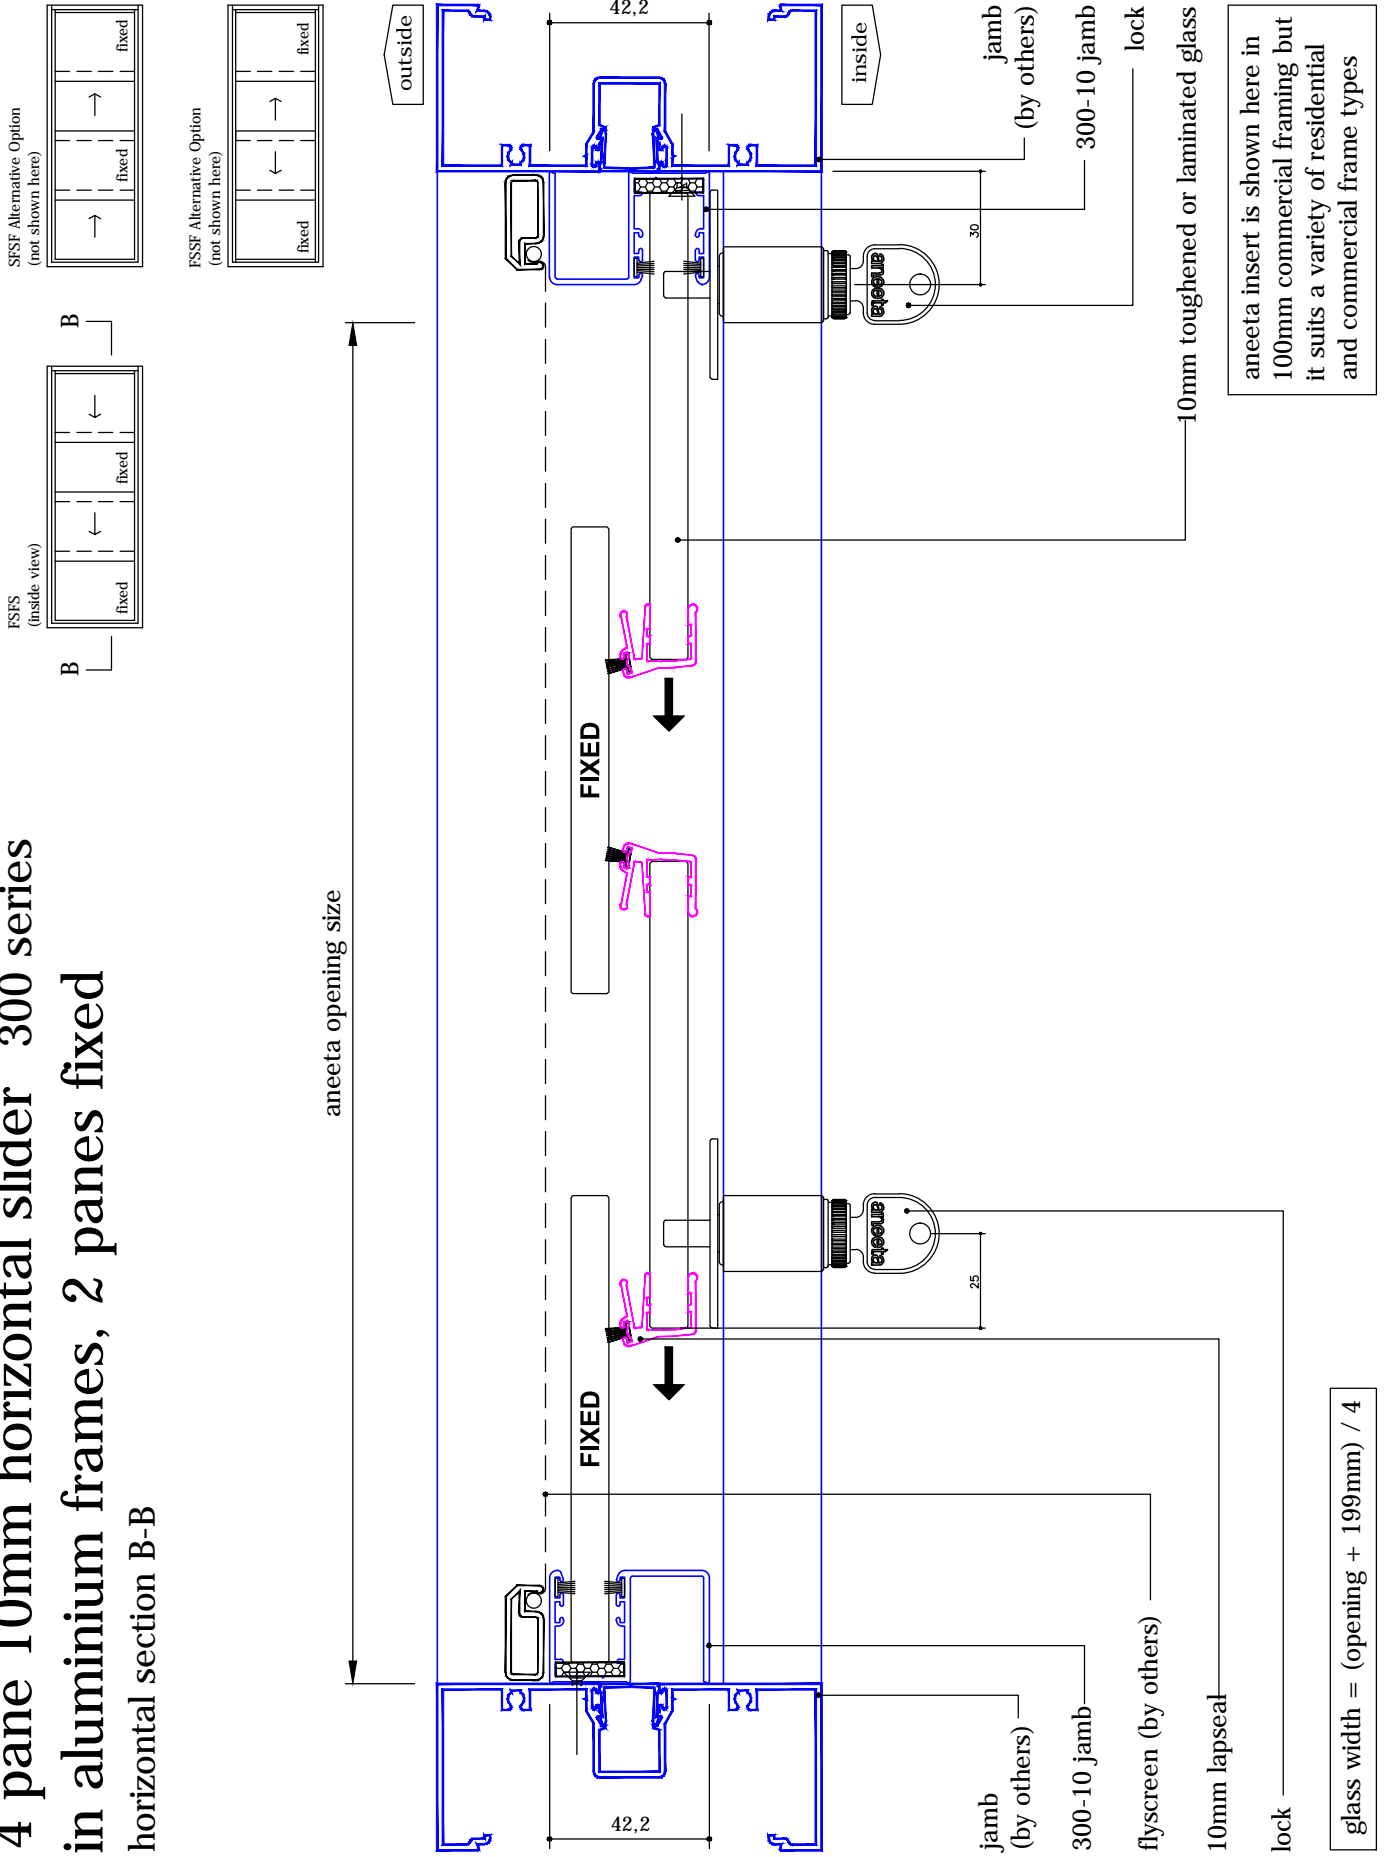 4 pane 10mm horizontal slider 300 series
in aluminium frames, 2 panes fixed
horizontal section B-B
FSFS
(inside view)
B
B
fixed
fixed
SFSF Alternative Option
(not shown here)
fixed
fixed
FSSF Alternative Option
(not shown here)
fixed
fixed
aneeta opening size
outside
inside
42,2
42,2
FIXED
FIXED
aneeta
aneeta
25
30
jamb
(by others)
300-10 jamb
flyscreen (by others)
10mm lapseal
lock
jamb
(by others)
300-10 jamb
lock
10mm toughened or laminated glass
glass width = (opening + 199mm) / 4
aneeta insert is shown here in
100mm commercial framing but
it suits a variety of residential
and commercial frame types